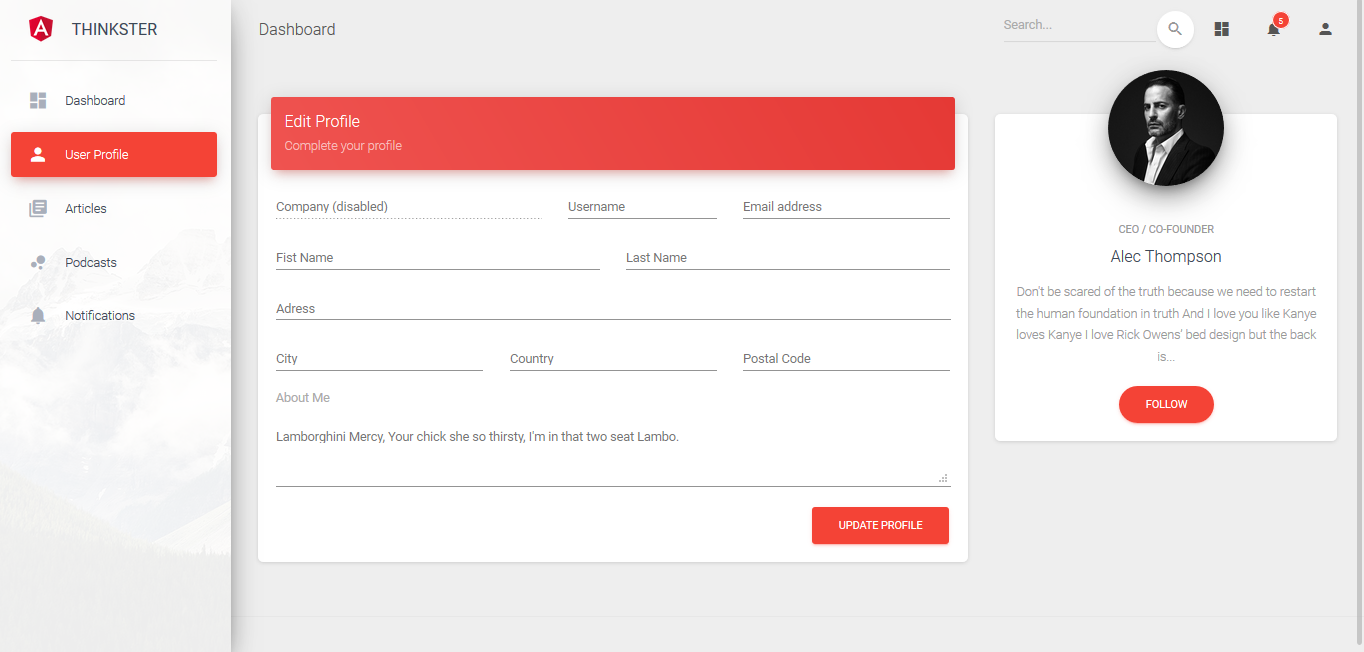 THINKSTER
Dashboard
User Profile
Articles
Podcasts
Notifications
Dashboard
Search...
5
Edit Profile
Complete your profile
Company (disabled)
Username
Email address
Fist Name
Last Name
Adress
City
Country
Postal Code
About Me
Lamborghini Mercy, Your chick she so thirsty, I'm in that two seat Lambo.
UPDATE PROFILE
CEO / CO-FOUNDER
Alec Thompson
Don't be scared of the truth because we need to restart
the human foundation in truth And I love you like Kanye
loves Kanye I love Rick Owens' bed design but the back
is...
FOLLOW